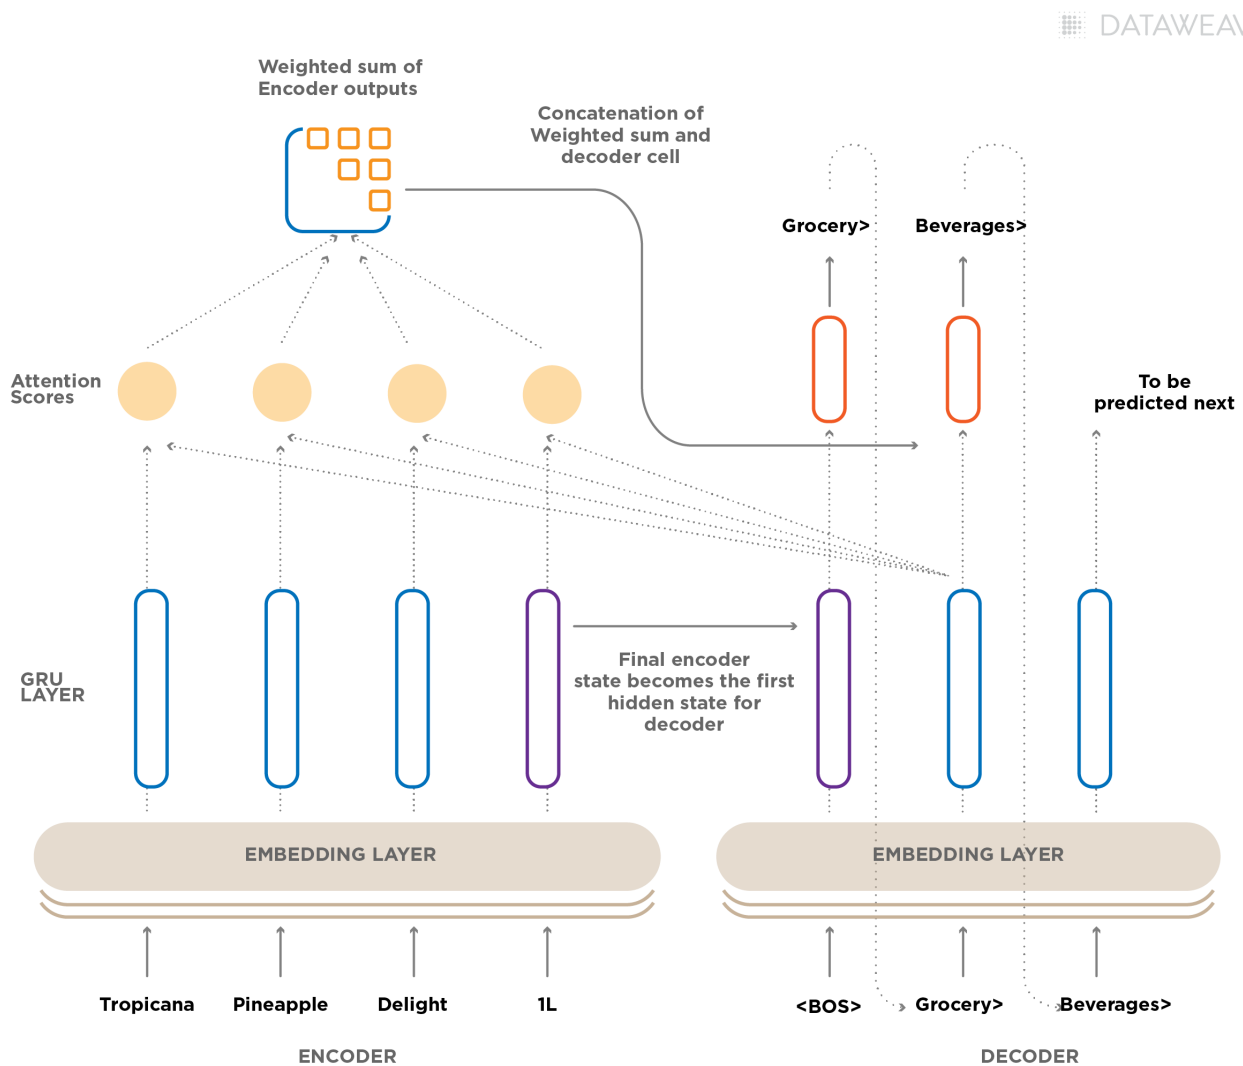 DATAWEAV
Weighted sum of
Encoder outputs
Concatenation of
Weighted sum and
decoder cell
Grocery>
Beverages>
Attention
Scores
To be
predicted next
GRU
LAYER
Final encoder
state becomes the first
hidden state for
decoder
EMBEDDING LAYER
EMBEDDING LAYER
Tropicana
Pineapple
Delight
1L
<BOS>
Grocery>
Beverages>
ENCODER
DECODER